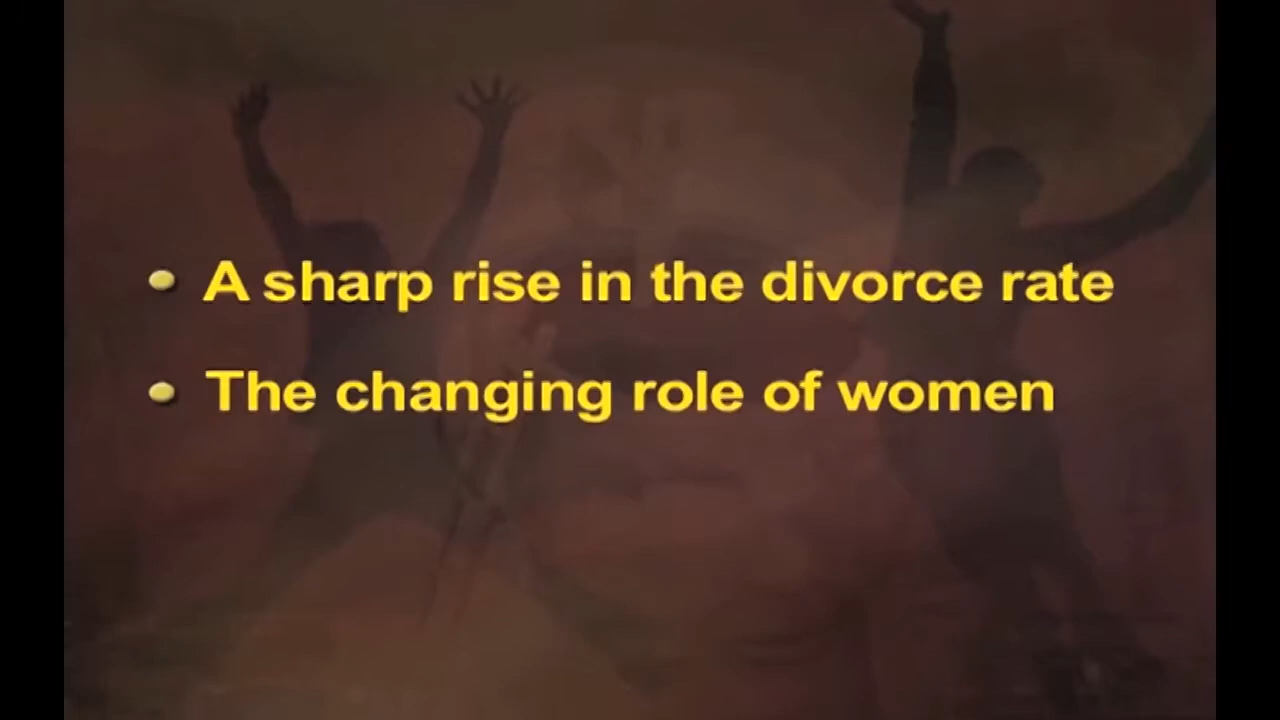 • A sharp rise in the divorce rate
• The changing role of women